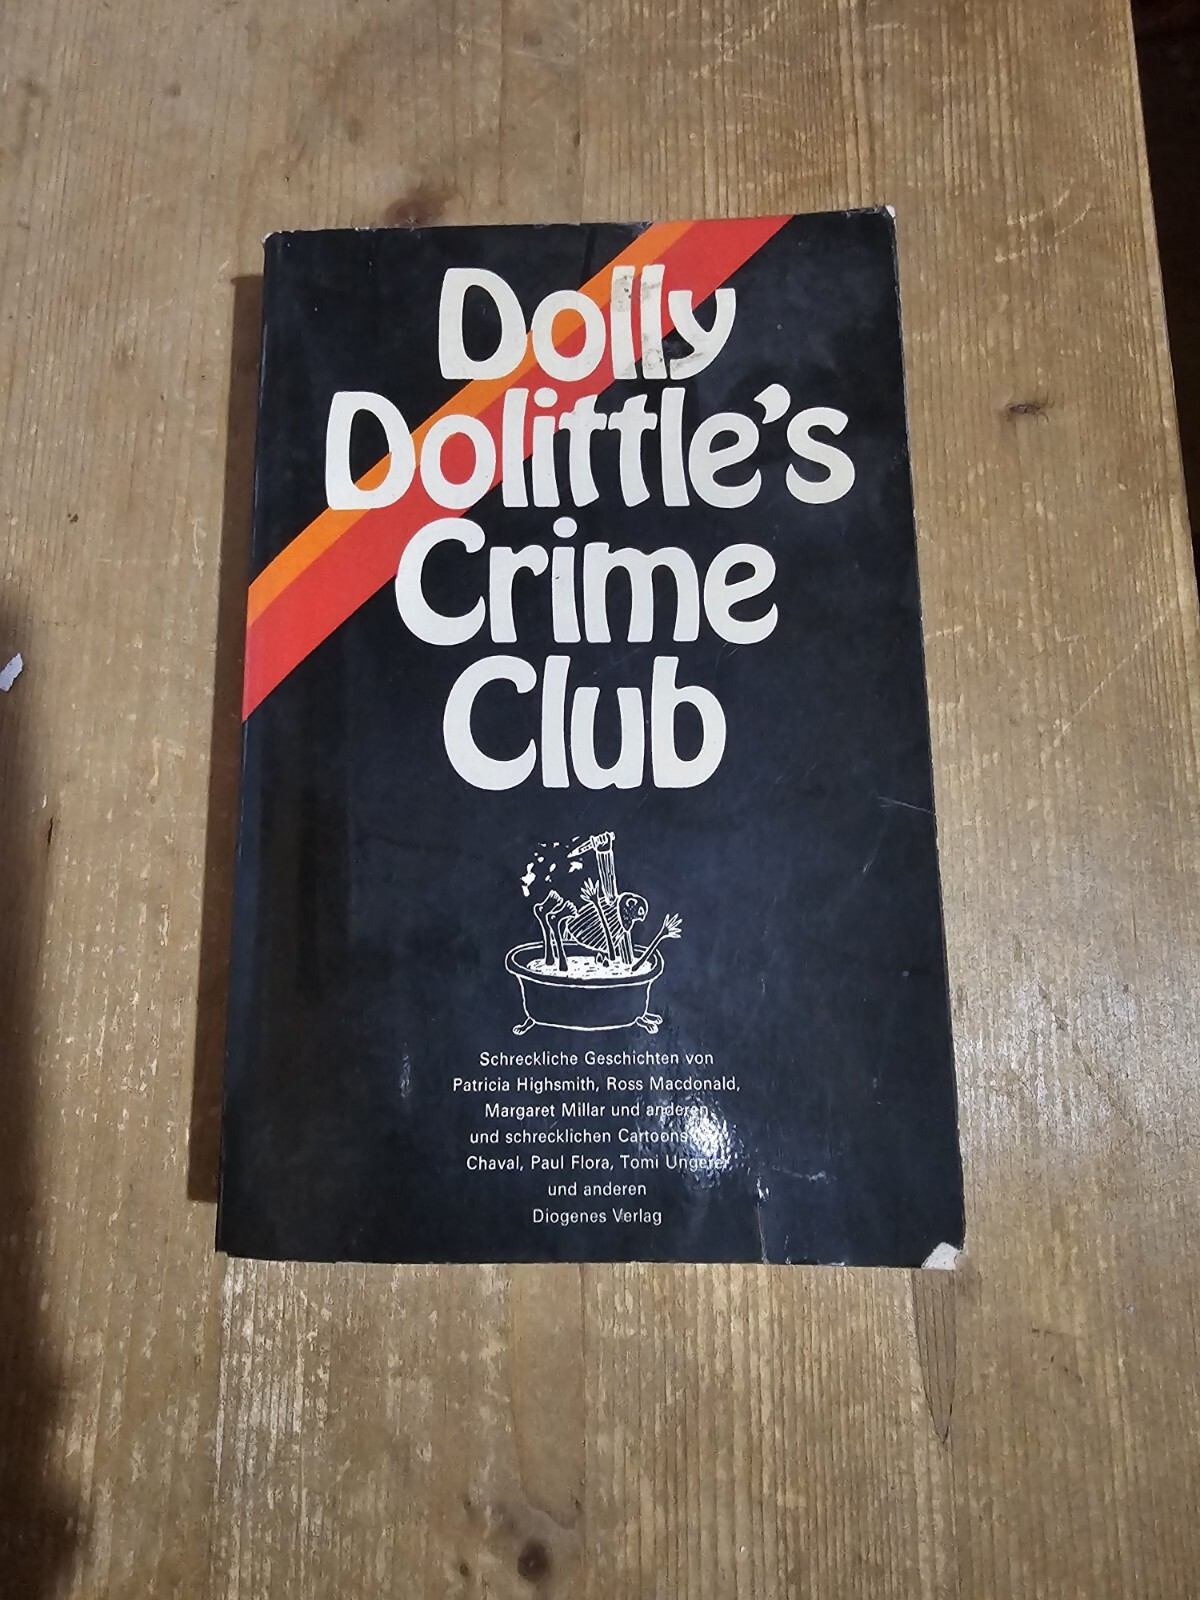 Dolly
Dolittle's
Crime
Club
Schreckliche Geschichten von
Patricia Highsmith, Ross Macdonald,
Margaret Millar und anderen
und schrecklichen Cartoons
Chaval, Paul Flora, Tomi Ungerer
und anderen
Diogenes Verlag